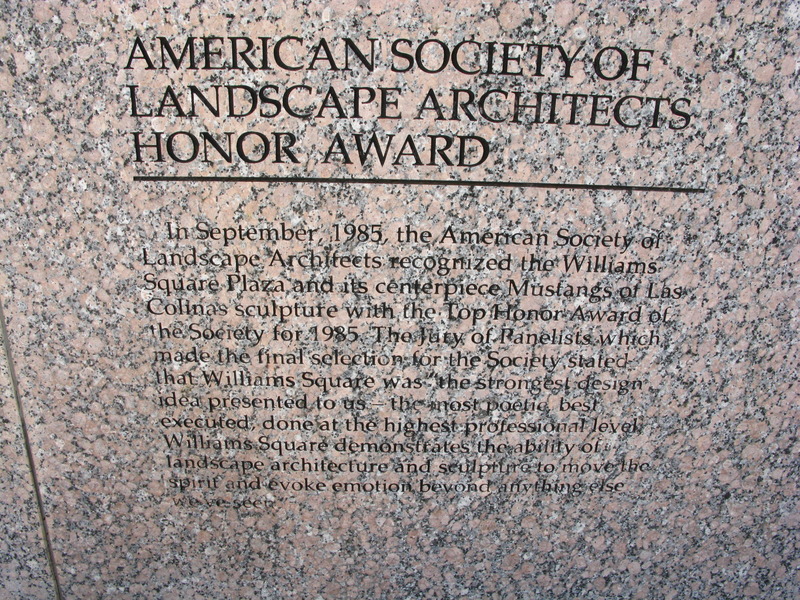 AMERICAN SOCIETY OF
LANDSCAPE ARCHITECTS
HONOR AWARD
In September, 1985, the American Society of
Landscape Architects recognized the Williams
Square Plaza and its centerpiece Mustangs of Las
Colinas sculpture with the Top Honor Award of
the Society for 1985. The Jury of Panelists which
made the final selection for the Society stated
that Williams Square was "the strongest design
idea presented to us – the most poetic, best
executed, done at the highest professional level.
Williams Square demonstrates the ability of
landscape architecture and sculpture to move the
spirit and evoke emotion beyond anything else
we've seen.